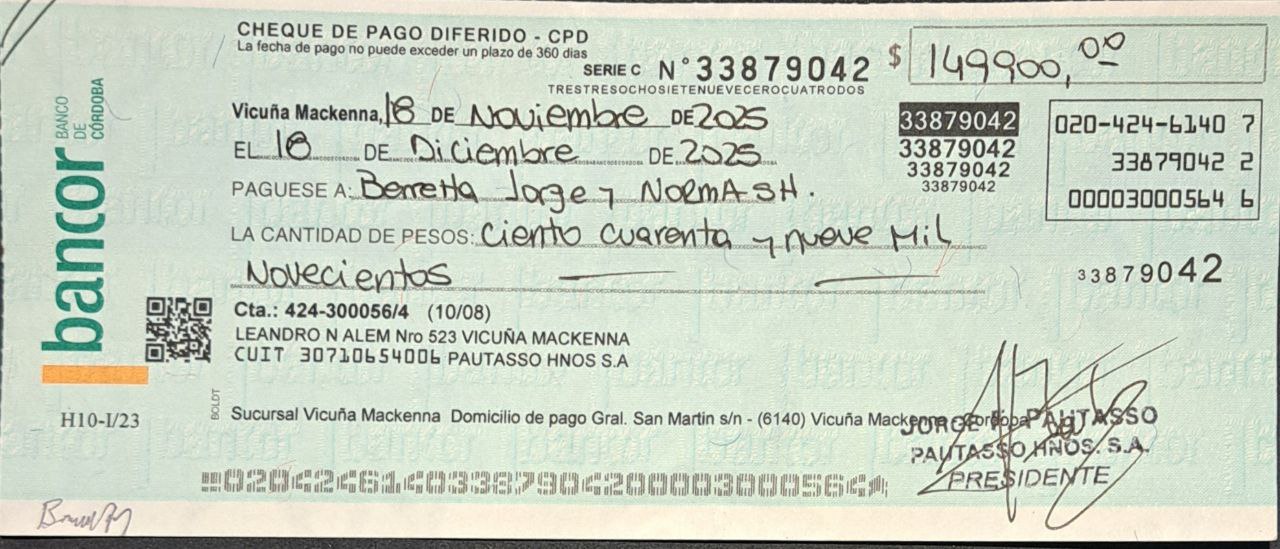 CHEQUE DE PAGO DIFERIDO - CPD
La fecha de pago no puede exceder un plazo de 360 dias
SERIE C N°33879042 $ 149900,00
TRESTRESOCHOSIETENUEVECEROCUATRODOS
Vicuña Mackenna, 18 DE Noviembre DE 2025
EL 18 DE Diciembre DE 2025
PAGUESE A: Berretta Jorge y NORMA SH.
LA CANTIDAD DE PESOS: Ciento cuarenta y nueve Mil
Novecientos
33879042
33879042
33879042
33879042
020-424-6140 7
33879042 2
00003000564 6
33879042
bancor
BANCO
DE
CÓRDOBA
Cta.: 424-300056/4 (10/08)
LEANDRO N ALEM Nro 523 VICUÑA MACKENNA
CUIT 30710654006 PAUTASSO HNOS S.A
H10-I/23
BOLDT
Sucursal Vicuña Mackenna Domicilio de pago Gral. San Martin s/n - (6140) Vicuña Mackenna Cordoba
JORGE PAUTASSO
PAUTASSO HNOS. S.A.
PRESIDENTE
02042461403387904200003000564